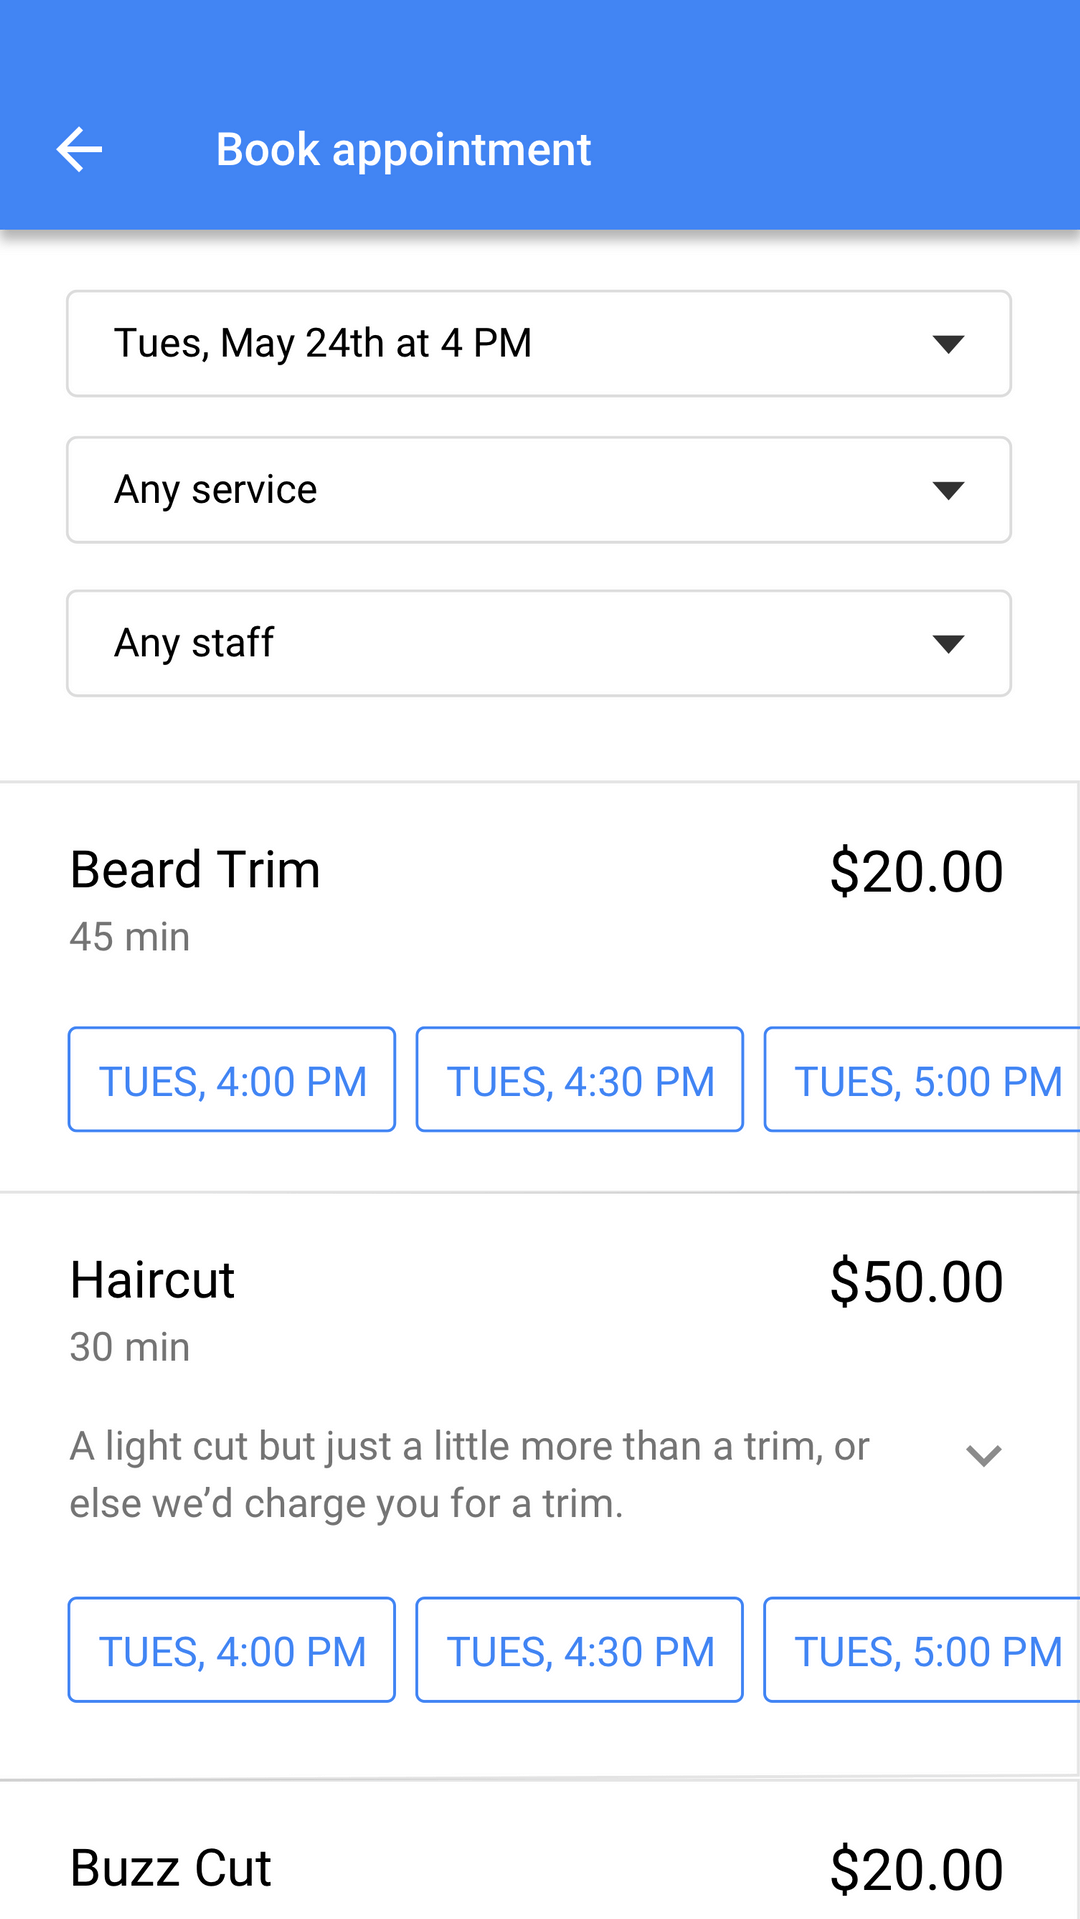 Book appointment
Tues, May 24th at 4 PM
Any service
Any staff
Beard Trim
$20.00
45 min
TUES, 4:00 PM
TUES, 4:30 PM
TUES, 5:00 PM
Haircut
$50.00
30 min
A light cut but just a little more than a trim, or
else we’d charge you for a trim.
TUES, 4:00 PM
TUES, 4:30 PM
TUES, 5:00 PM
Buzz Cut
$20.00